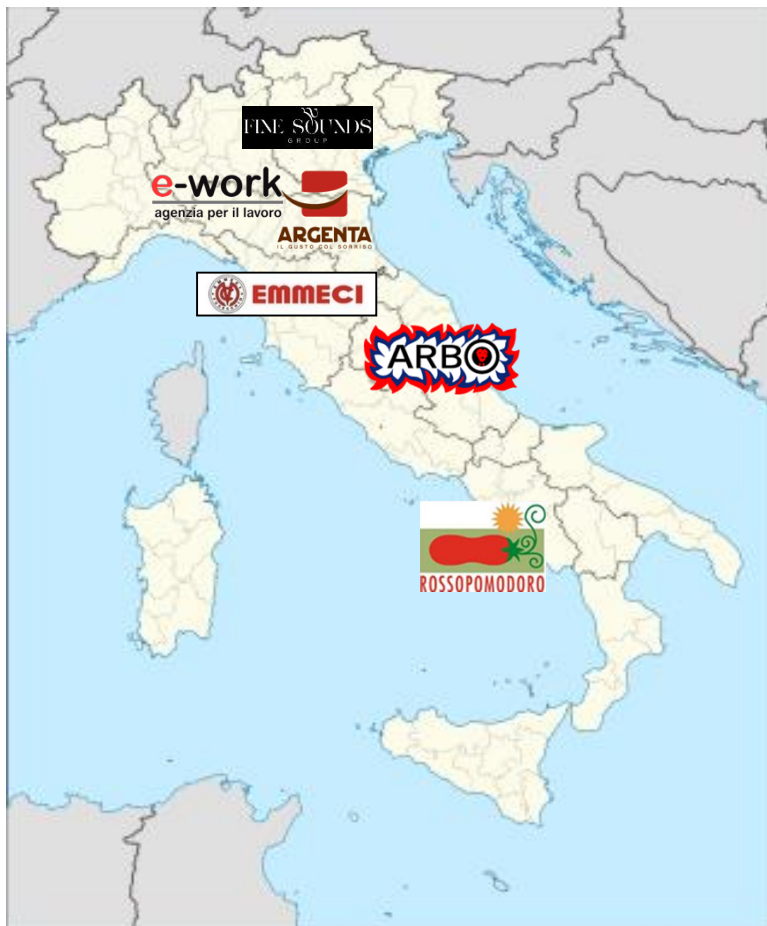 FINE SOUNDS
GROUP
e-work
agenzia per il lavoro
ARGENTA
IL GUSTO COL SORRISO
EMMECI
ARBO
ROSSOPOMODORO